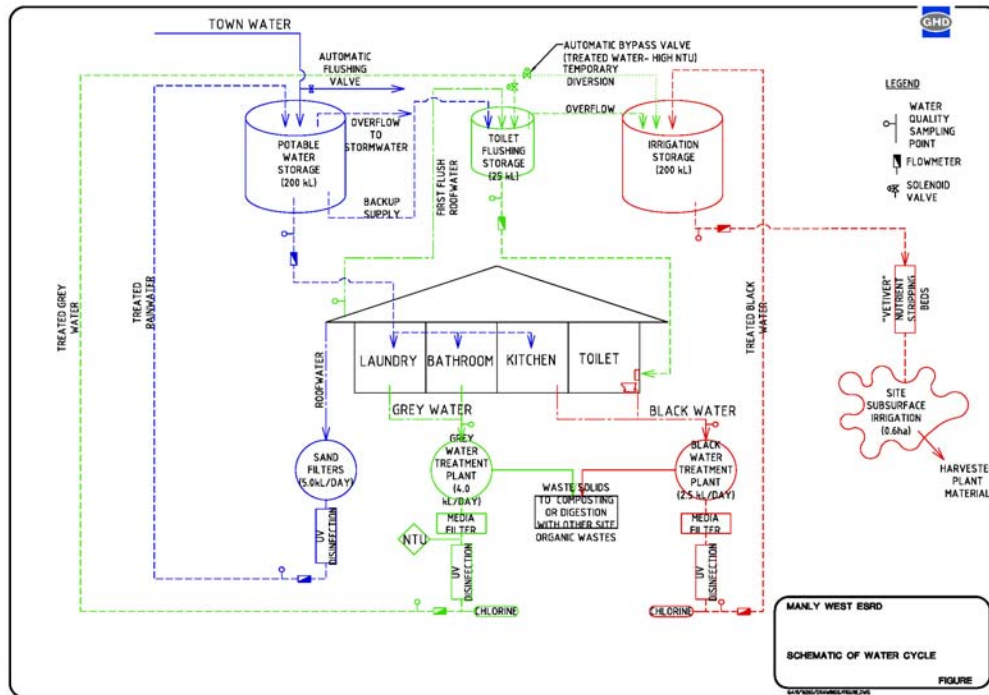 GHD
TOWN WATER
AUTOMATIC
FLUSHING
VALVE
AUTOMATIC BYPASS VALVE
(TREATED WATER- HIGH NTU)
TEMPORARY
DIVERSION
OVERFLOW
LEGEND
WATER
QUALITY
SAMPLING
POINT
FLOWMETER
SOLENOID
VALVE
OVERFLOW
TO
STORMWATER
POTABLE
WATER
STORAGE
(200 kL)
TOILET
FLUSHING
STORAGE
(25 kL)
IRRIGATION
STORAGE
(200 kL)
BACKUP
SUPPLY
FIRST FLUSH
ROOFWATER
TREATED GREY
WATER
TREATED
RAINWATER
TREATED BLACK
WATER
"VETIVER"
NUTRIENT
STRIPPING
BEDS
LAUNDRY
BATHROOM
KITCHEN
TOILET
ROOFWATER
GREY WATER
BLACK WATER
SITE
SUBSURFACE
IRRIGATION
(0.6ha)
HARVESTED
PLANT
MATERIAL
SAND
FILTERS
(5.0kL/DAY)
GREY
WATER
TREATMENT
PLANT
(4.0
kL/DAY)
BLACK
WATER
TREATMENT
PLANT
(2.5 kL/DAY)
WASTE SOLIDS
TO COMPOSTING
OR DIGESTION
WITH OTHER SITE
ORGANIC WASTES
MEDIA
FILTER
MEDIA
FILTER
NTU
UV
DISINFECTION
UV
DISINFECTION
UV
DISINFECTION
CHLORINE
CHLORINE
MANLY WEST ESRD
SCHEMATIC OF WATER CYCLE
FIGURE